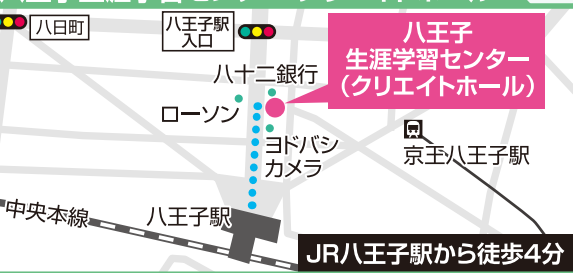 八日町
八王子駅
入口
八王子
生涯学習センター
（クリエイトホール）
八十二銀行
ローソン
ヨドバシ
カメラ
京王八王子駅
中央本線
八王子駅
JR八王子駅から徒歩4分